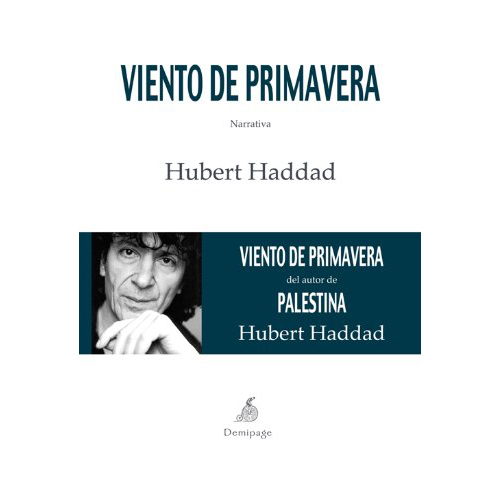 VIENTO DE PRIMAVERA
Narrativa
Hubert Haddad
VIENTO DE PRIMAVERA
del autor de
PALESTINA
Hubert Haddad
Demipage